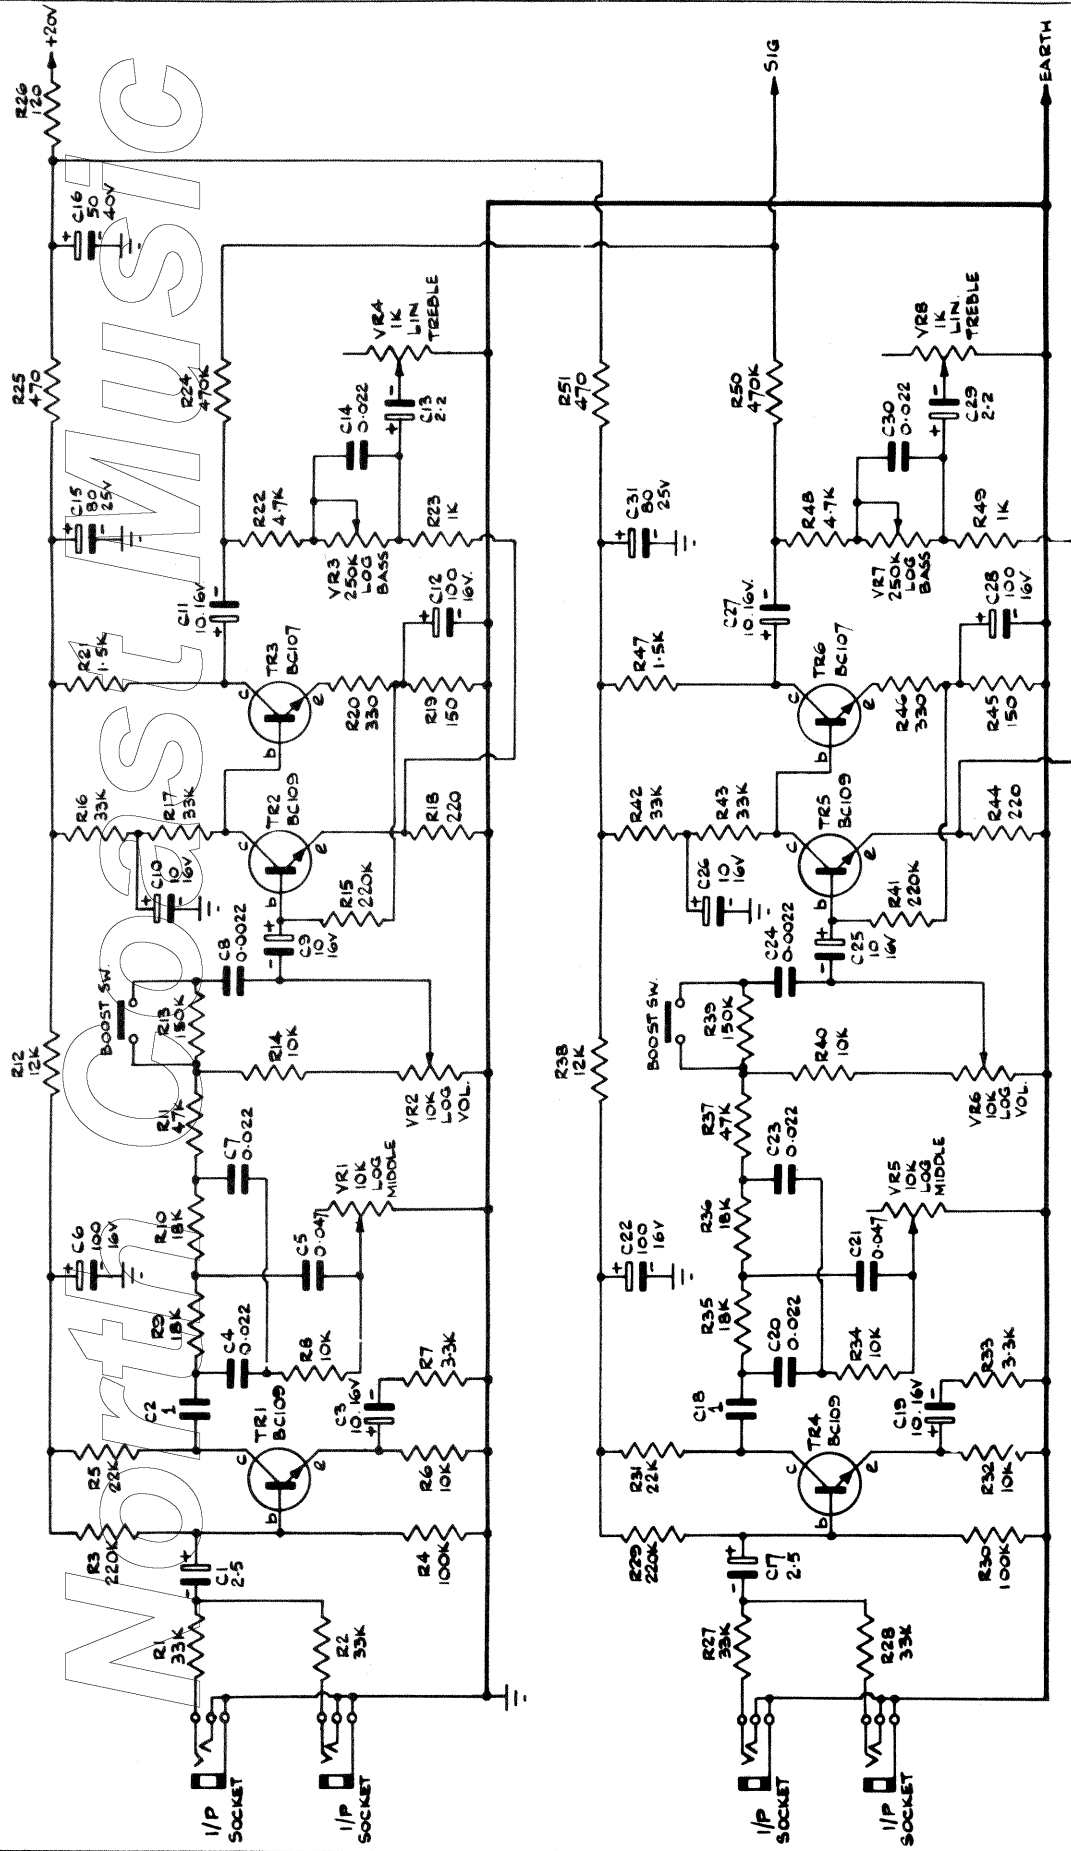 North Coast Music
R26
120
+20V
C16
50
40V
R25
470
C15
80
25V
R12
12K
C6
100
16V
R3
220K
R5
22K
R16
33K
R17
33K
C10
10
16V
R21
1.5K
C11
10.16V
R24
470K
SIG
EARTH
I/P
SOCKET
I/P
SOCKET
R1
33K
R2
33K
C1
2.5
R4
100K
TR1
BC109
b
c
e
C2
1
R6
10K
C3
10.16V
R7
3.3K
R9
18K
C4
0.022
R8
10K
R10
18K
C5
0.047
C7
0.022
VR1
10K
LOG
MIDDLE
R11
47K
BOOST SW.
R13
150K
R14
10K
VR2
10K
LOG
VOL.
C8
0.0022
C9
10
16V
R15
220K
TR2
BC109
b
c
e
R18
220
TR3
BC107
b
c
e
R20
330
R19
150
C12
100
16V.
R22
4.7K
VR3
250K
LOG
BASS
R23
1K
C14
0.022
C13
2.2
VR4
1K
LIN.
TREBLE
R51
470
C31
80
25V
R38
12K
C22
100
16V
R29
220K
R31
22K
R42
33K
R43
33K
C26
10
16V
R47
1.5K
C27
10.16V.
R50
470K
I/P
SOCKET
I/P
SOCKET
R27
33K
R28
33K
C17
2.5
R30
100K
TR4
BC109
b
c
e
C18
1
R32
10K
C19
10.16V
R33
3.3K
R35
18K
C20
0.022
R34
10K
R36
18K
C21
0.047
C23
0.022
VR5
10K
LOG
MIDDLE
R37
47K
BOOST SW.
R39
150K
R40
10K
VR6
10K
LOG
VOL.
C24
0.0022
C25
10
16V
R41
220K
TR5
BC109
b
c
e
R44
220
TR6
BC107
b
c
e
R46
330
R45
150
C28
100
16V
R48
4.7K
VR7
250K
LOG
BASS
R49
1K
C30
0.022
C29
2.2
VR8
1K
LIN.
TREBLE